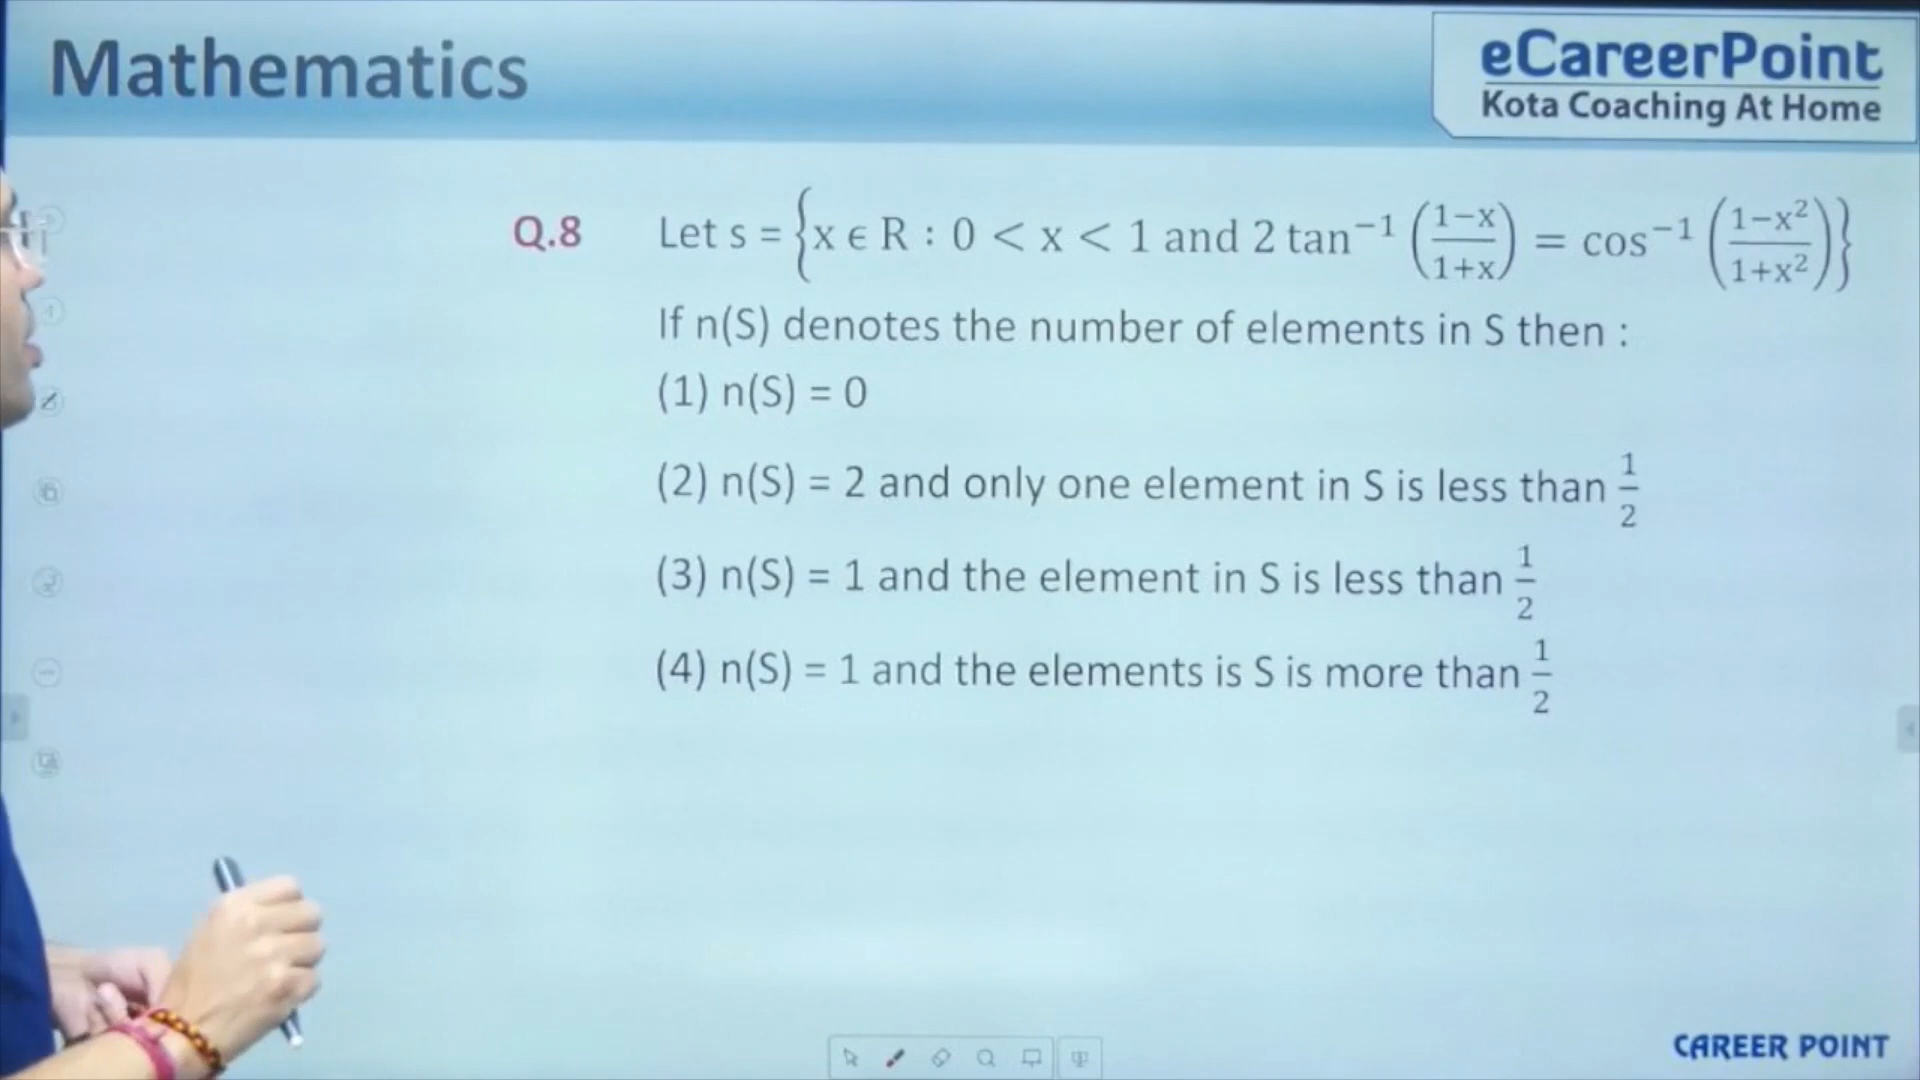 Mathematics
eCareerPoint
Kota Coaching At Home
Q.8 Let s = {x ∈ R : 0 < x < 1 and 2 tan⁻¹ ((1−x)/(1+x)) = cos⁻¹ ((1−x²)/(1+x²))}
If n(S) denotes the number of elements in S then :
(1) n(S) = 0
(2) n(S) = 2 and only one element in S is less than 1/2
(3) n(S) = 1 and the element in S is less than 1/2
(4) n(S) = 1 and the elements is S is more than 1/2
CAREER POINT